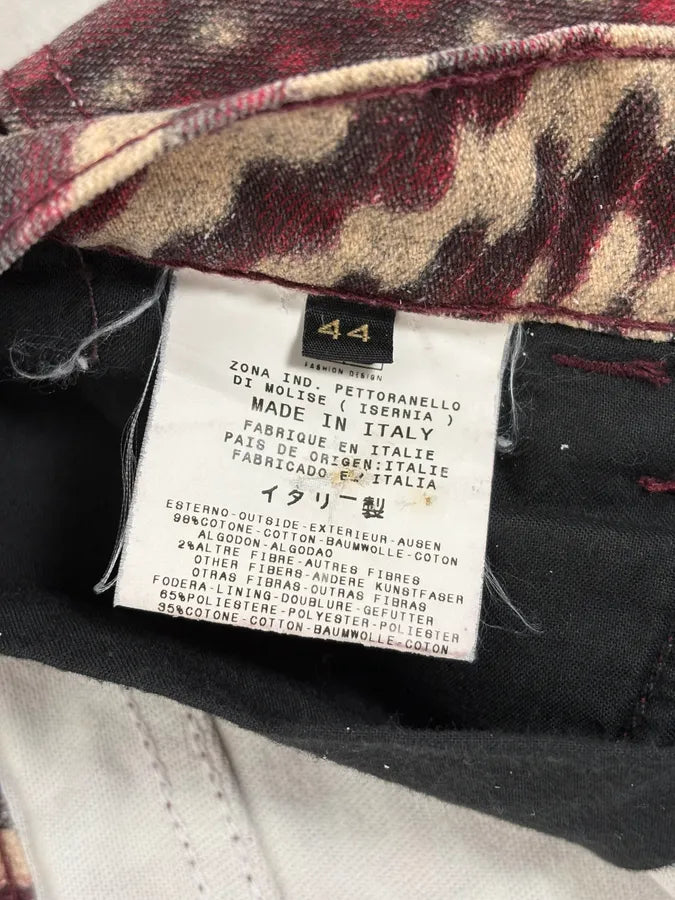 44
FASHION DESIGN
ZONA IND. PETTORANELLO
DI MOLISE ( ISERNIA )
MADE IN ITALY
FABRIQUE EN ITALIE
PAIS DE ORIGEN:ITALIE
FABRICADO EN ITALIA
イタリー製
ESTERNO-OUTSIDE-EXTERIEUR-AUSEN
98%COTONE-COTTON-BAUMWOLLE-COTON
ALGODON-ALGODAO
2%ALTRE FIBRE-AUTRES FIBRES
OTHER FIBERS-ANDERE KUNSTFASER
OTRAS FIBRAS-OUTRAS FIBRAS
FODERA-LINING-DOUBLURE-GEFUTTER
65%POLIESTERE-POLYESTER-POLIESTER
35%COTONE-COTTON-BAUMWOLLE-COTON